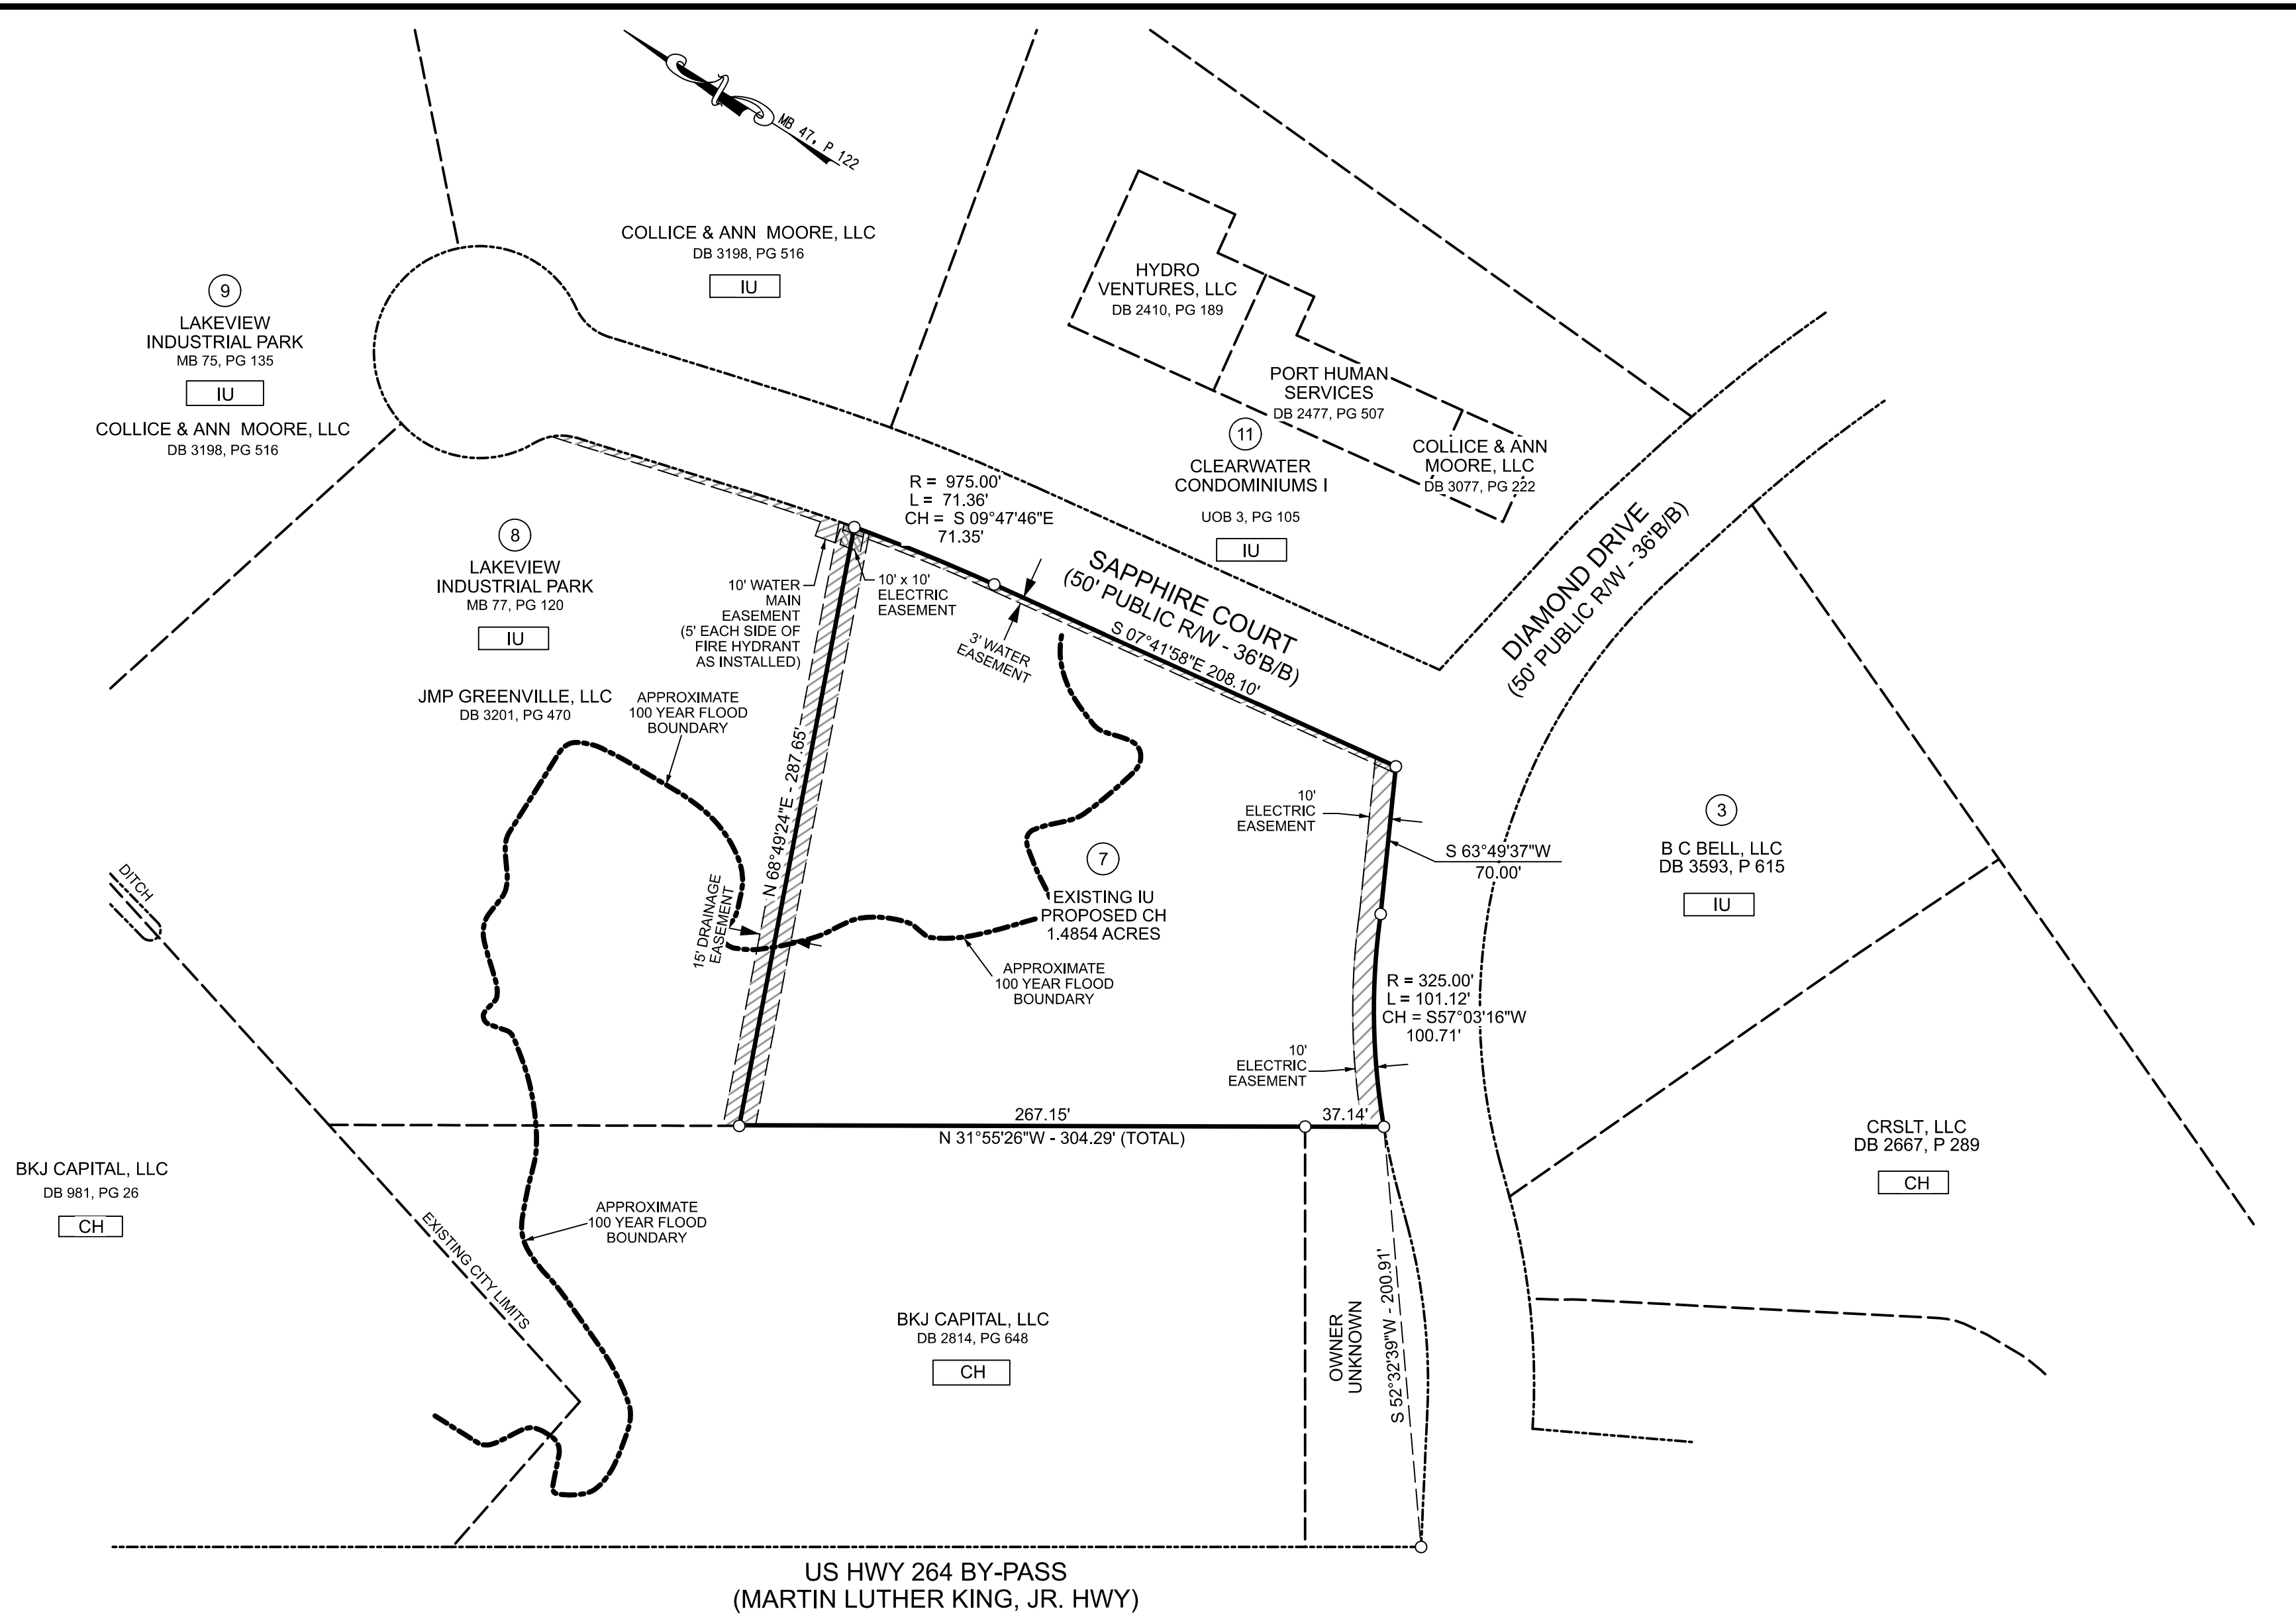 MB 47, P 122
COLLICE & ANN MOORE, LLC
DB 3198, PG 516
IU
9
LAKEVIEW
INDUSTRIAL PARK
MB 75, PG 135
IU
COLLICE & ANN MOORE, LLC
DB 3198, PG 516
HYDRO
VENTURES, LLC
DB 2410, PG 189
PORT HUMAN
SERVICES
DB 2477, PG 507
11
CLEARWATER
CONDOMINIUMS I
UOB 3, PG 105
IU
COLLICE & ANN
MOORE, LLC
DB 3077, PG 222
R = 975.00'
L = 71.36'
CH = S 09°47'46"E
71.35'
SAPPHIRE COURT
(50' PUBLIC R/W - 36'B/B)
S 07°41'58"E 208.10'
DIAMOND DRIVE
(50' PUBLIC R/W - 36'B/B)
8
LAKEVIEW
INDUSTRIAL PARK
MB 77, PG 120
IU
JMP GREENVILLE, LLC
DB 3201, PG 470
10' WATER
MAIN
EASEMENT
(5' EACH SIDE OF
FIRE HYDRANT
AS INSTALLED)
10' x 10'
ELECTRIC
EASEMENT
3' WATER
EASEMENT
APPROXIMATE
100 YEAR FLOOD
BOUNDARY
N 68°49'24"E - 287.65'
15' DRAINAGE
EASEMENT
10'
ELECTRIC
EASEMENT
S 63°49'37"W
70.00'
3
B C BELL, LLC
DB 3593, P 615
IU
7
EXISTING IU
PROPOSED CH
1.4854 ACRES
APPROXIMATE
100 YEAR FLOOD
BOUNDARY
R = 325.00'
L = 101.12'
CH = S57°03'16"W
100.71'
10'
ELECTRIC
EASEMENT
DITCH
267.15'
37.14'
N 31°55'26"W - 304.29' (TOTAL)
CRSLT, LLC
DB 2667, P 289
CH
BKJ CAPITAL, LLC
DB 981, PG 26
CH
EXISTING CITY LIMITS
APPROXIMATE
100 YEAR FLOOD
BOUNDARY
BKJ CAPITAL, LLC
DB 2814, PG 648
CH
OWNER
UNKNOWN
S 52°32'39"W - 200.91'
US HWY 264 BY-PASS
(MARTIN LUTHER KING, JR. HWY)